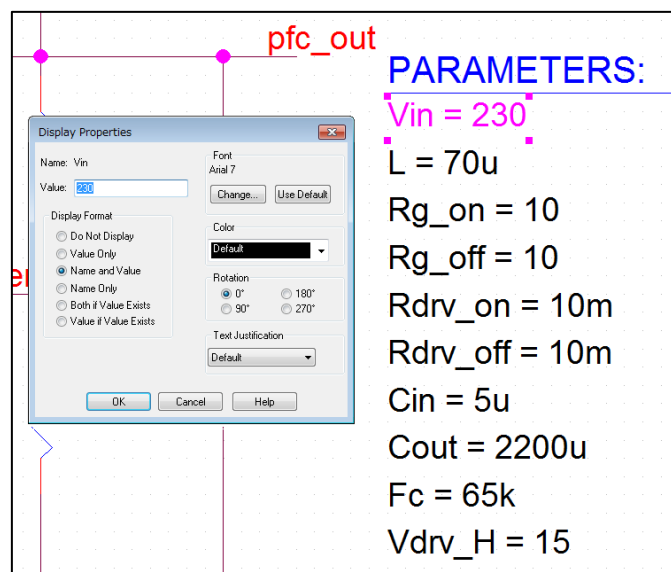 pfc_out
PARAMETERS:
Vin = 230
L = 70u
Rg_on = 10
Rg_off = 10
Rdrv_on = 10m
Rdrv_off = 10m
Cin = 5u
Cout = 2200u
Fc = 65k
Vdrv_H = 15
Display Properties
Name: Vin
Value: 230
Display Format
Do Not Display
Value Only
Name and Value
Name Only
Both if Value Exists
Value if Value Exists
Font
Arial 7
Change... Use Default
Color
Default
Rotation
0° 180°
90° 270°
Text Justification
Default
OK Cancel Help
er